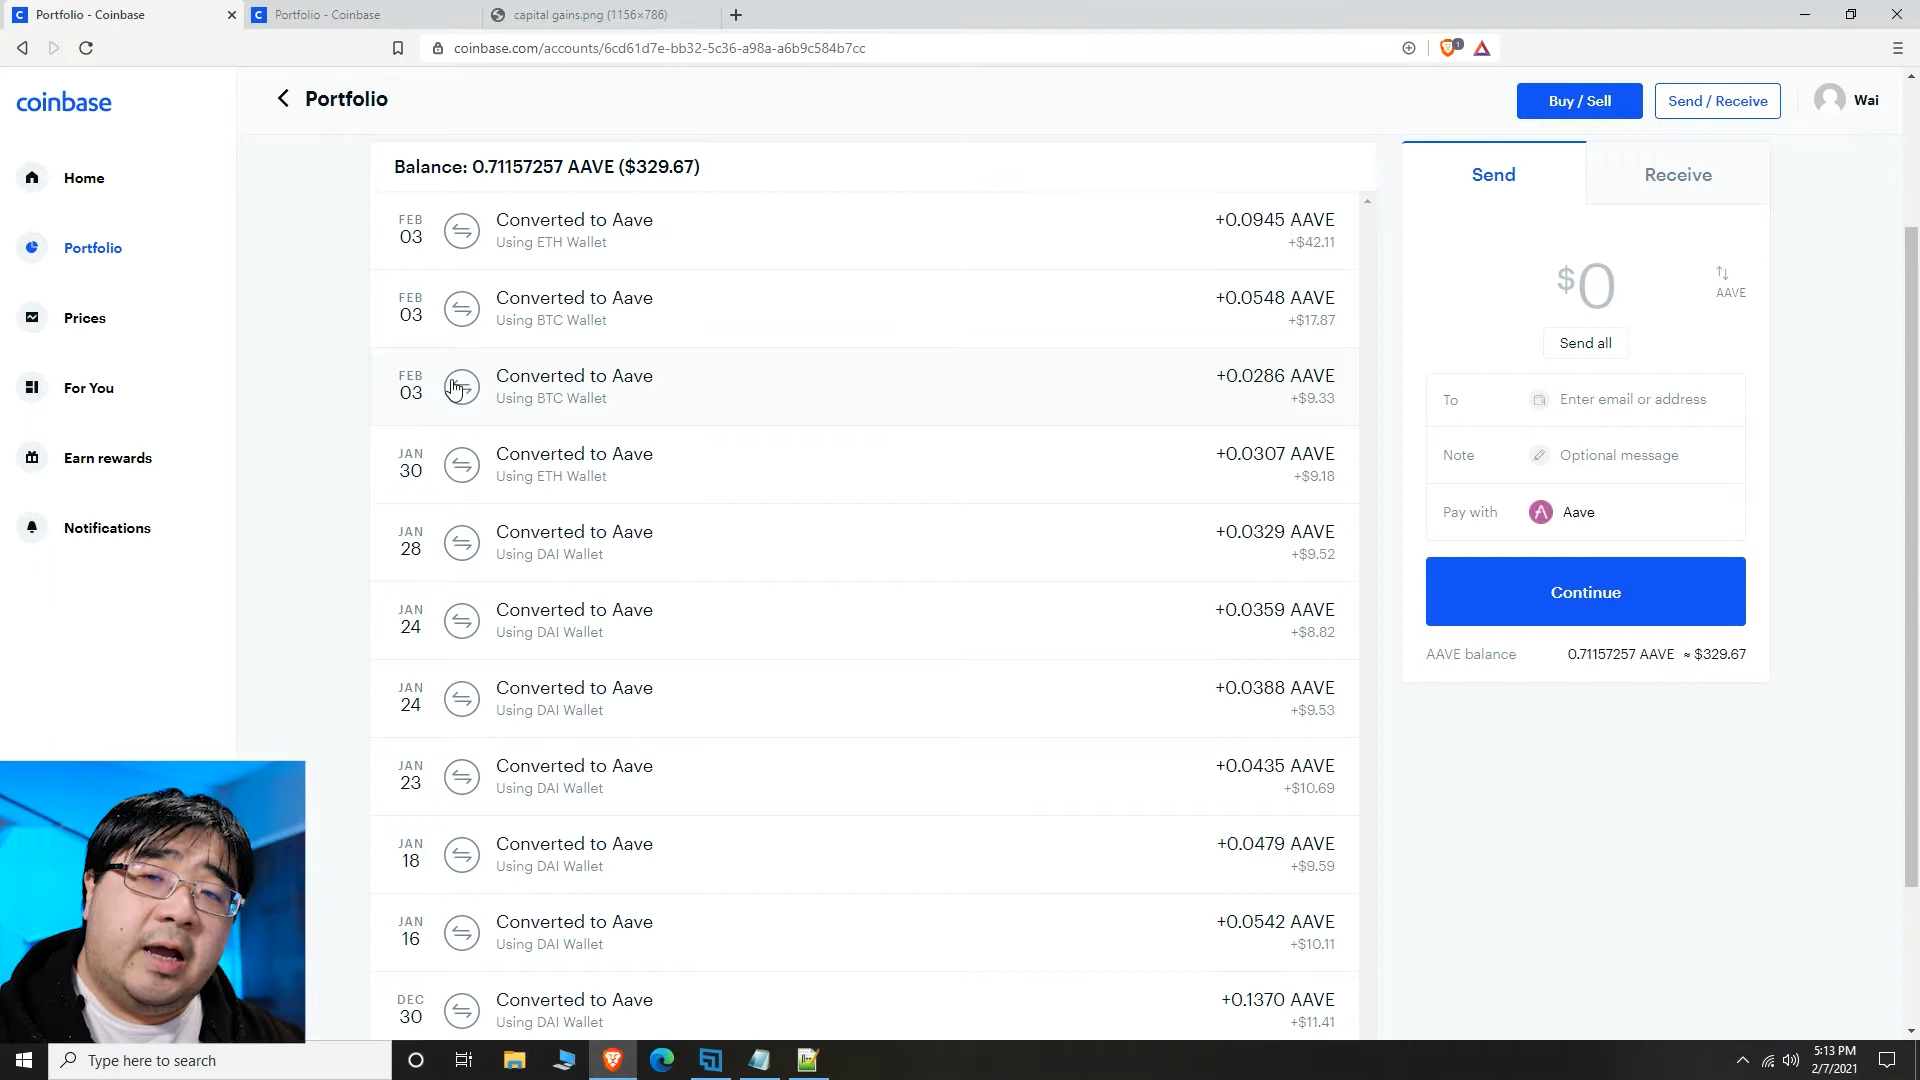 Portfolio - Coinbase
Portfolio - Coinbase
capital gains.png (1156×786)
coinbase.com/accounts/6cd61d7e-bb32-5c36-a98a-a6b9c584b7cc
1
coinbase
Portfolio
Buy / Sell
Send / Receive
Wai
Home
Portfolio
Prices
For You
Earn rewards
Notifications
Balance: 0.71157257 AAVE ($329.67)
FEB 03
Converted to Aave
Using ETH Wallet
+0.0945 AAVE
+$42.11
FEB 03
Converted to Aave
Using BTC Wallet
+0.0548 AAVE
+$17.87
FEB 03
Converted to Aave
Using BTC Wallet
+0.0286 AAVE
+$9.33
JAN 30
Converted to Aave
Using ETH Wallet
+0.0307 AAVE
+$9.18
JAN 28
Converted to Aave
Using DAI Wallet
+0.0329 AAVE
+$9.52
JAN 24
Converted to Aave
Using DAI Wallet
+0.0359 AAVE
+$8.82
JAN 24
Converted to Aave
Using DAI Wallet
+0.0388 AAVE
+$9.53
JAN 23
Converted to Aave
Using DAI Wallet
+0.0435 AAVE
+$10.69
JAN 18
Converted to Aave
Using DAI Wallet
+0.0479 AAVE
+$9.59
JAN 16
Converted to Aave
Using DAI Wallet
+0.0542 AAVE
+$10.11
DEC 30
Converted to Aave
Using DAI Wallet
+0.1370 AAVE
+$11.41
Send
Receive
$0
AAVE
Send all
To
Enter email or address
Note
Optional message
Pay with
Aave
Continue
AAVE balance
0.71157257 AAVE ≈ $329.67
Type here to search
5:13 PM
2/7/2021